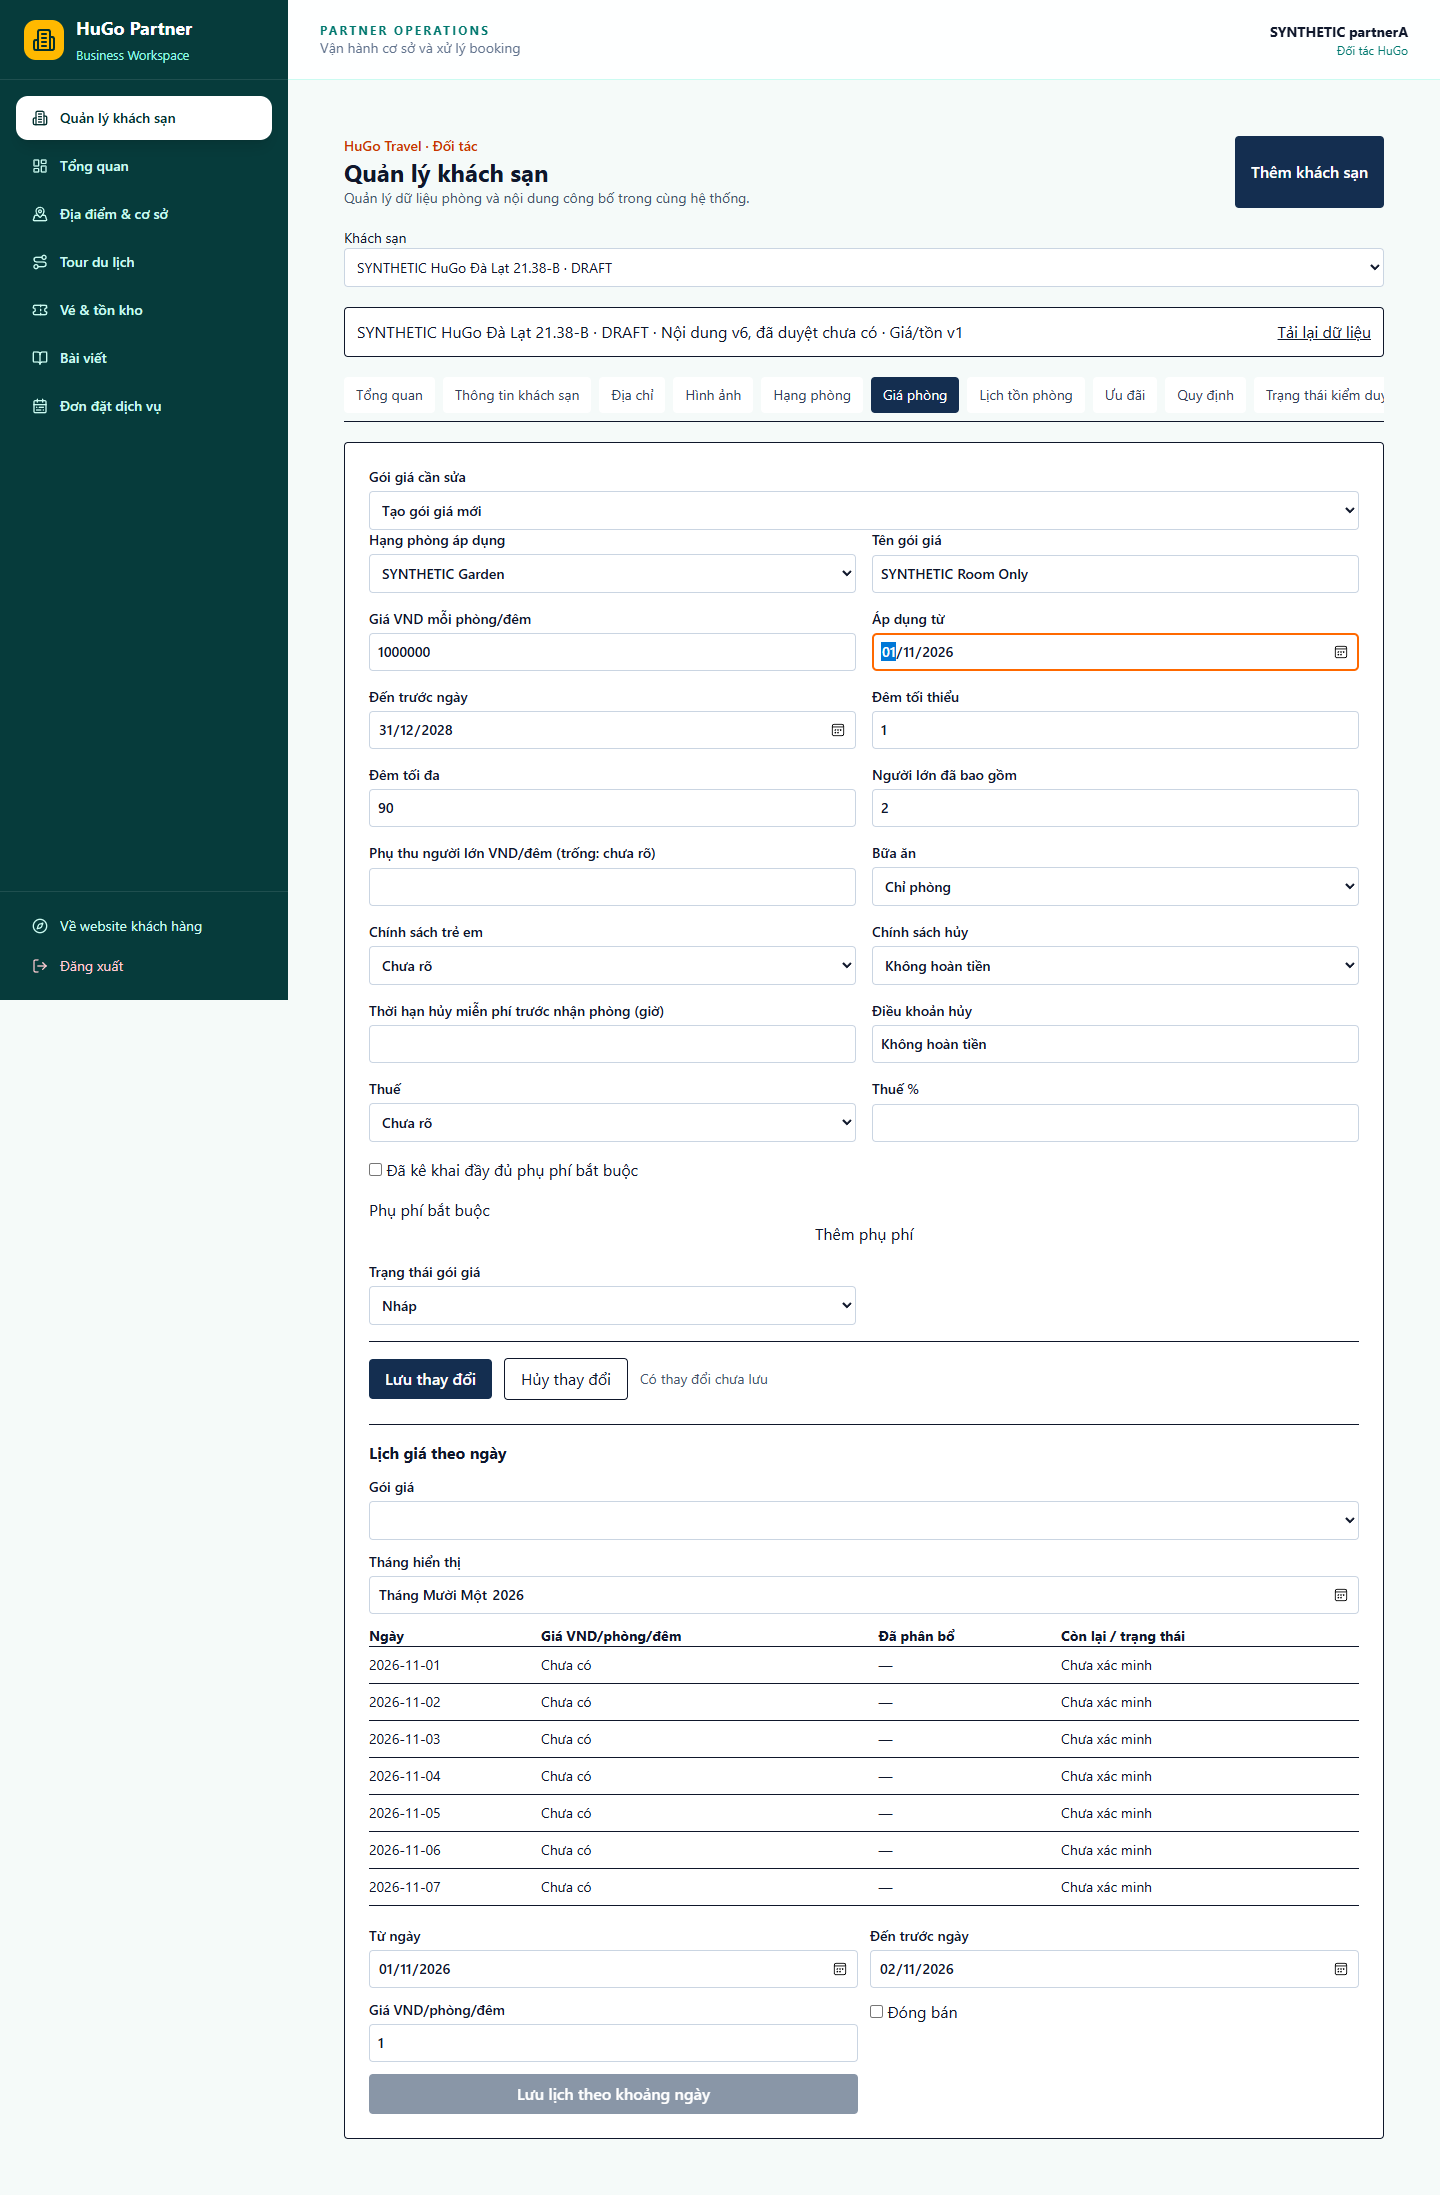 HuGo Partner
Business Workspace
Quản lý khách sạn
Tổng quan
Địa điểm & cơ sở
Tour du lịch
Vé & tồn kho
Bài viết
Đơn đặt dịch vụ
Về website khách hàng
Đăng xuất
PARTNER OPERATIONS
Vận hành cơ sở và xử lý booking
SYNTHETIC partnerA
Đối tác HuGo
HuGo Travel · Đối tác
Quản lý khách sạn
Quản lý dữ liệu phòng và nội dung công bố trong cùng hệ thống.
Thêm khách sạn
Khách sạn
SYNTHETIC HuGo Đà Lạt 21.38-B · DRAFT
SYNTHETIC HuGo Đà Lạt 21.38-B · DRAFT · Nội dung v6, đã duyệt chưa có · Giá/tồn v1
Tải lại dữ liệu
Tổng quan Thông tin khách sạn Địa chỉ Hình ảnh Hạng phòng Giá phòng Lịch tồn phòng Ưu đãi Quy định Trạng thái kiểm duy
Gói giá cần sửa
Tạo gói giá mới
Hạng phòng áp dụng Tên gói giá
SYNTHETIC Garden SYNTHETIC Room Only
Giá VND mỗi phòng/đêm Áp dụng từ
1000000 01/11/2026
Đến trước ngày Đêm tối thiểu
31/12/2028 1
Đêm tối đa Người lớn đã bao gồm
90 2
Phụ thu người lớn VND/đêm (trống: chưa rõ) Bữa ăn
Chỉ phòng
Chính sách trẻ em Chính sách hủy
Chưa rõ Không hoàn tiền
Thời hạn hủy miễn phí trước nhận phòng (giờ) Điều khoản hủy
Không hoàn tiền
Thuế Thuế %
Chưa rõ
Đã kê khai đầy đủ phụ phí bắt buộc
Phụ phí bắt buộc
Thêm phụ phí
Trạng thái gói giá
Nháp
Lưu thay đổi Hủy thay đổi Có thay đổi chưa lưu
Lịch giá theo ngày
Gói giá
Tháng hiển thị
Tháng Mười Một 2026
Ngày Giá VND/phòng/đêm Đã phân bổ Còn lại / trạng thái
2026-11-01 Chưa có — Chưa xác minh
2026-11-02 Chưa có — Chưa xác minh
2026-11-03 Chưa có — Chưa xác minh
2026-11-04 Chưa có — Chưa xác minh
2026-11-05 Chưa có — Chưa xác minh
2026-11-06 Chưa có — Chưa xác minh
2026-11-07 Chưa có — Chưa xác minh
Từ ngày Đến trước ngày
01/11/2026 02/11/2026
Giá VND/phòng/đêm Đóng bán
1
Lưu lịch theo khoảng ngày